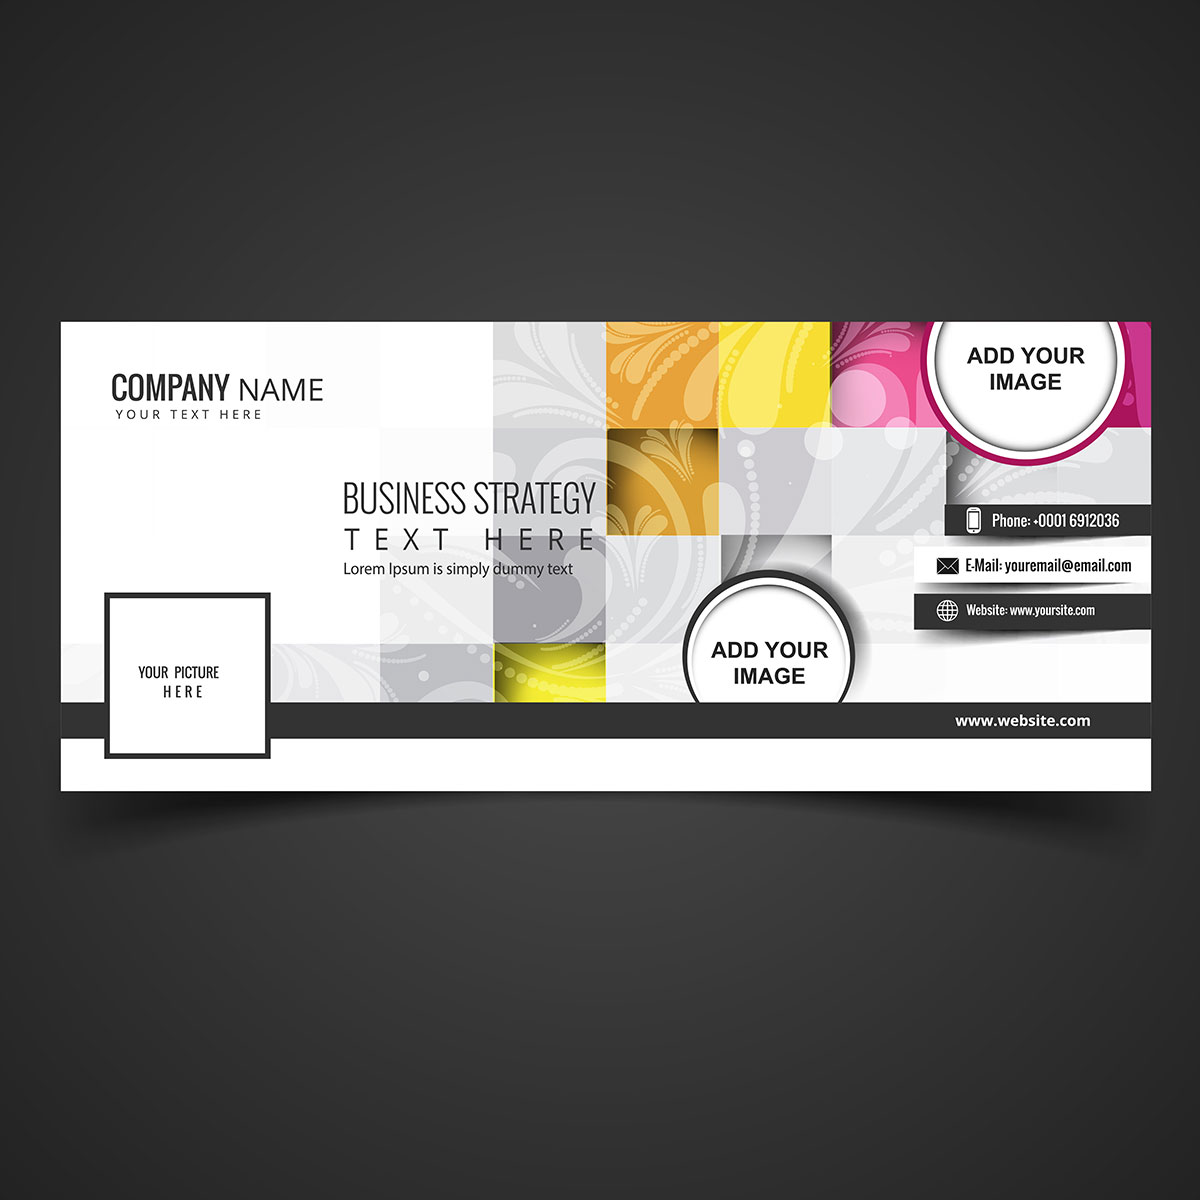 COMPANY NAME
YOUR TEXT HERE
ADD YOUR
IMAGE
BUSINESS STRATEGY
TEXT HERE
Lorem Ipsum is simply dummy text
Phone: +0001 6912036
E-Mail: youremail@email.com
Website: www.yoursite.com
ADD YOUR
IMAGE
YOUR PICTURE
HERE
www.website.com